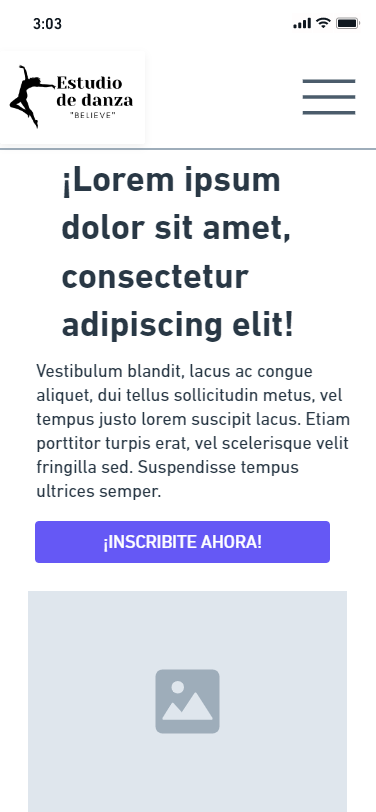 3:03
Estudio
de danza
"BELIEVE"
¡Lorem ipsum
dolor sit amet,
consectetur
adipiscing elit!
Vestibulum blandit, lacus ac congue
aliquet, dui tellus sollicitudin metus, vel
tempus justo lorem suscipit lacus. Etiam
porttitor turpis erat, vel scelerisque velit
fringilla sed. Suspendisse tempus
ultrices semper.
¡INSCRIBITE AHORA!